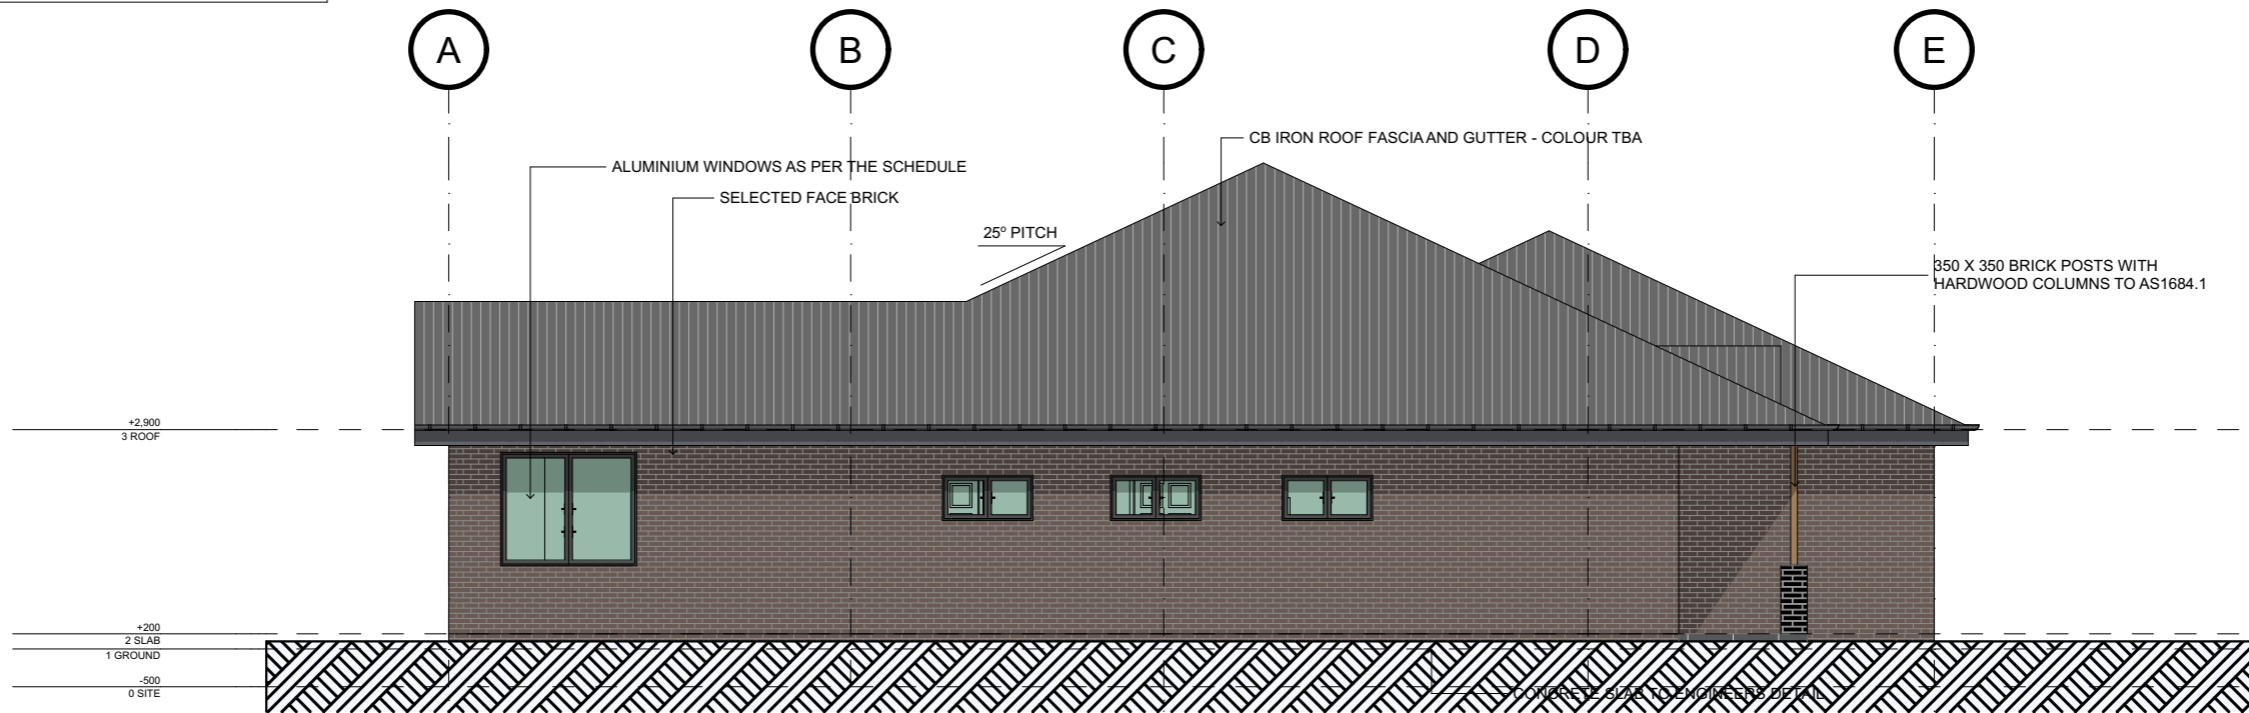 A
B
C
D
E
CB IRON ROOF FASCIA AND GUTTER - COLOUR TBA
ALUMINIUM WINDOWS AS PER THE SCHEDULE
SELECTED FACE BRICK
25º PITCH
350 X 350 BRICK POSTS WITH
HARDWOOD COLUMNS TO AS1684.1
+2,900
3 ROOF
+200
2 SLAB
1 GROUND
-500
0 SITE
CONCRETE SLAB TO ENGINEERS DETAIL